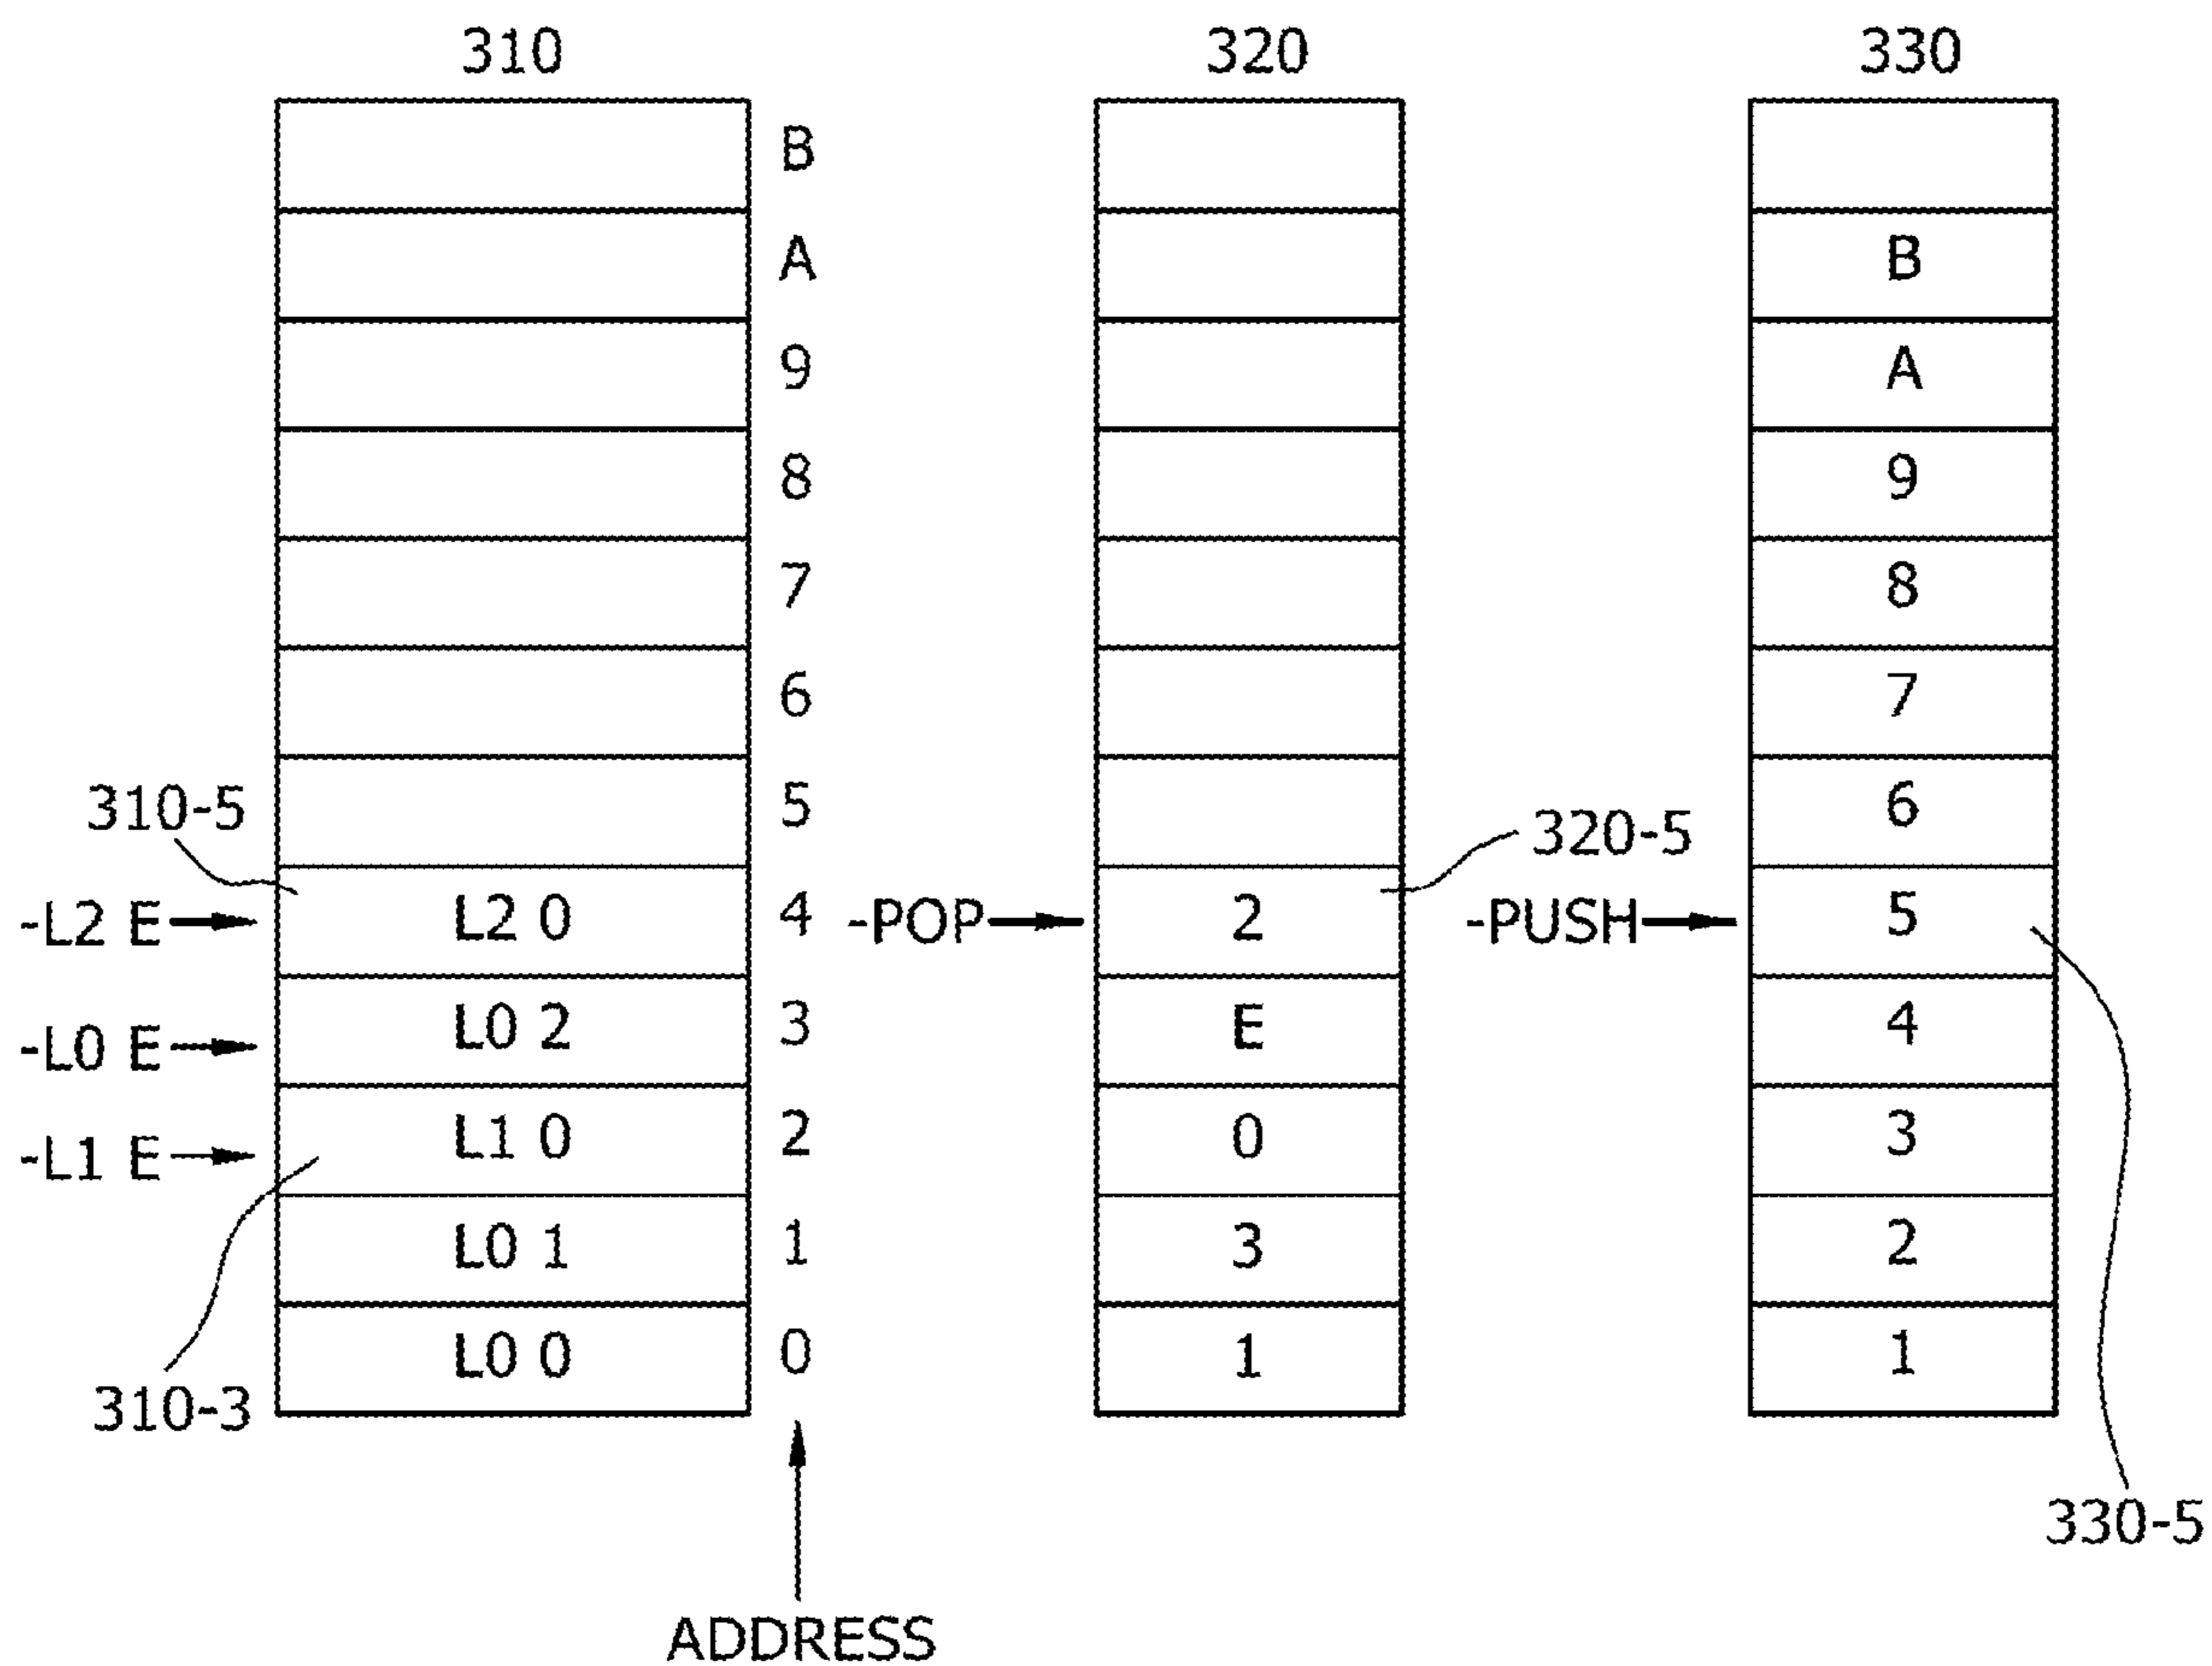 310 320 330
B
A B
9 A
8 9
7 8
6 7
310-5 5 6
320-5
-L2 E L2 0 4 -POP 2 -PUSH 5
-L0 E L0 2 3 E 4
-L1 E L1 0 2 0 3
L0 1 1 3 2
L0 0 0 1 1
310-3
330-5
ADDRESS